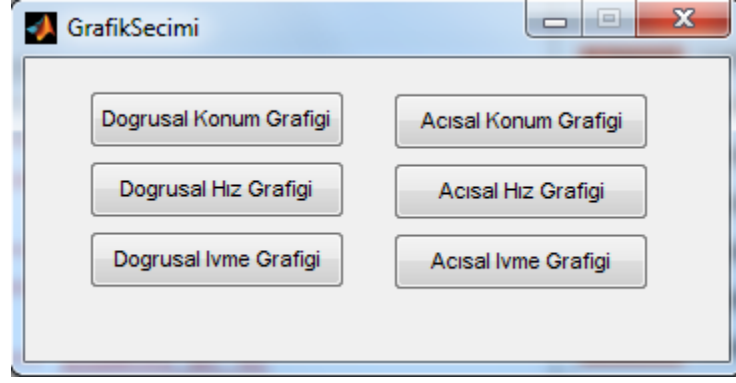 GrafikSecimi
Dogrusal Konum Grafigi
Acısal Konum Grafigi
Dogrusal Hız Grafigi
Acısal Hız Grafigi
Dogrusal Ivme Grafigi
Acısal Ivme Grafigi